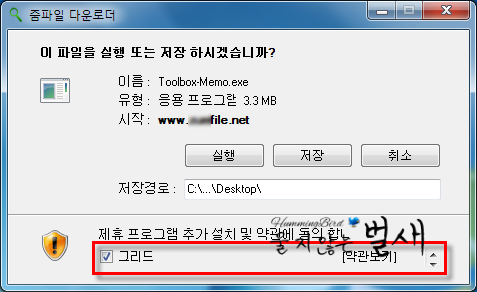 줌파일 다운로더
이 파일을 실행 또는 저장 하시겠습니까?
이름 : Toolbox-Memo.exe
유형 : 응용 프로그램 3.3 MB
시작 : www. file.net
실행 저장 취소
저장경로 : C:\...\Desktop\
제휴 프로그램 추가 설치 및 약관에 동의 합
HummingBird
울지않는 벌새
그리드 [약관보기]